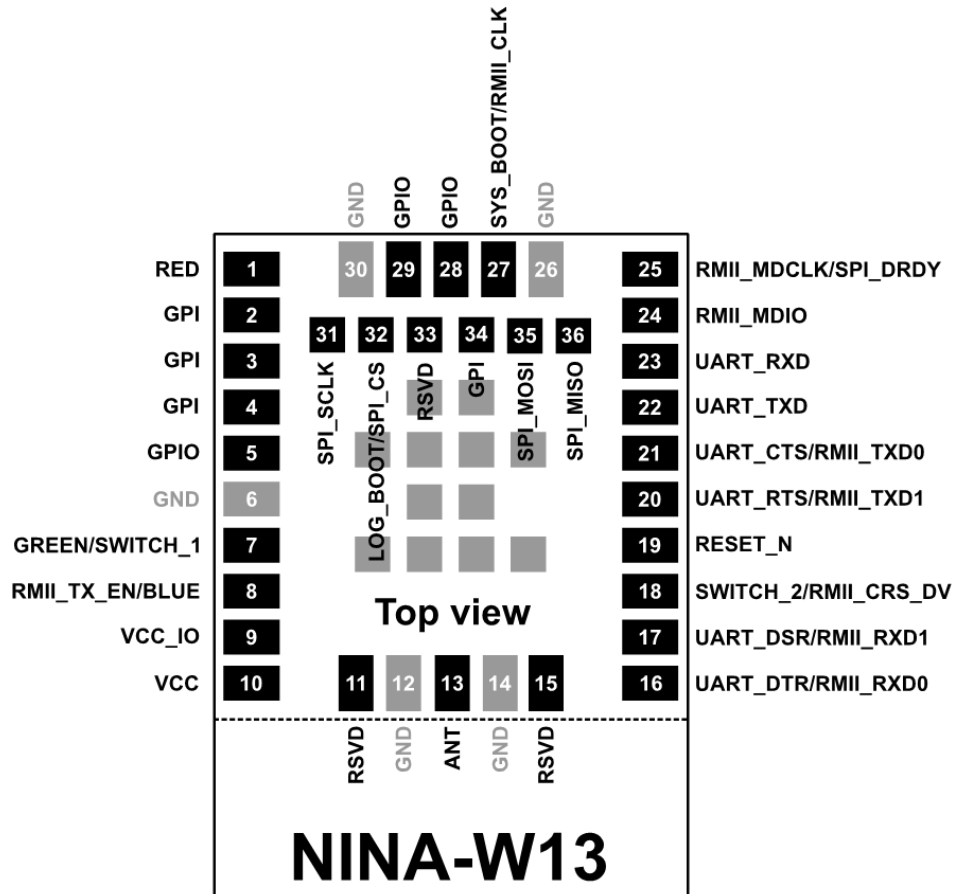 SYS_BOOT/RMII_CLK
GND
GPIO
GPIO
GND
RED 1
30 29 28 27 26
25 RMII_MDCLK/SPI_DRDY
GPI 2
24 RMII_MDIO
31 32 33 34 35 36
GPI 3
23 UART_RXD
SPI_SCLK
LOG_BOOT/SPI_CS
RSVD
GPI
SPI_MOSI
SPI_MISO
GPI 4
22 UART_TXD
GPIO 5
21 UART_CTS/RMII_TXD0
GND 6
20 UART_RTS/RMII_TXD1
GREEN/SWITCH_1 7
19 RESET_N
RMII_TX_EN/BLUE 8
18 SWITCH_2/RMII_CRS_DV
Top view
VCC_IO 9
17 UART_DSR/RMII_RXD1
VCC 10
11 12 13 14 15
16 UART_DTR/RMII_RXD0
RSVD
GND
ANT
GND
RSVD
NINA-W13